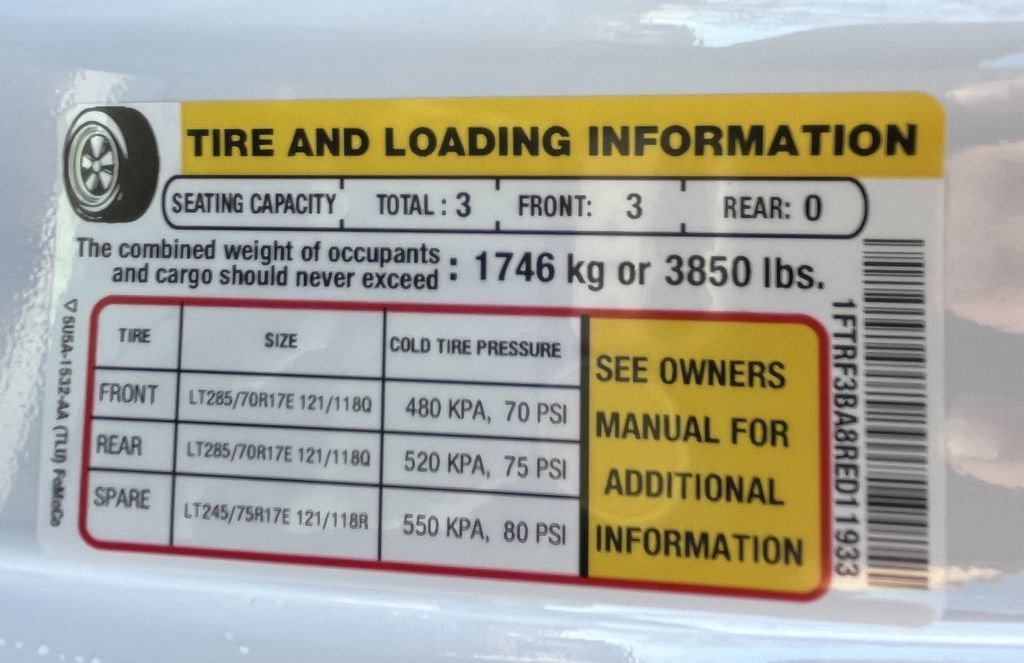 TIRE AND LOADING INFORMATION
SEATING CAPACITY TOTAL : 3 FRONT: 3 REAR: 0
The combined weight of occupants
and cargo should never exceed : 1746 kg or 3850 lbs.
TIRE SIZE COLD TIRE PRESSURE
FRONT LT285/70R17E 121/118Q 480 KPA, 70 PSI
REAR LT285/70R17E 121/118Q 520 KPA, 75 PSI
SPARE LT245/75R17E 121/118R 550 KPA, 80 PSI
SEE OWNERS
MANUAL FOR
ADDITIONAL
INFORMATION
1FTRF3BA8RED11933
5U5A-1532-AA (TLU) FoMoCo